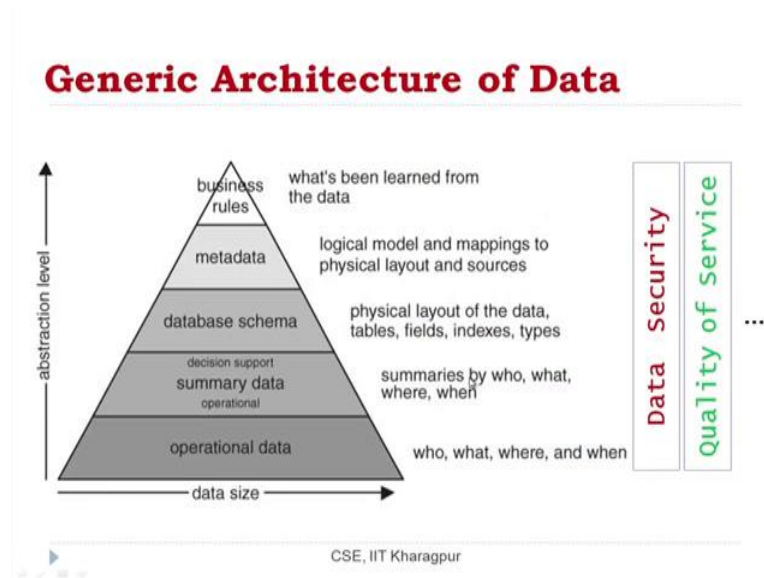 Generic Architecture of Data
business
rules
what's been learned from
the data
metadata
logical model and mappings to
physical layout and sources
database schema
physical layout of the data,
tables, fields, indexes, types
decision support
summary data
operational
summaries by who, what,
where, when
operational data
who, what, where, and when
abstraction level
data size
Data Security
Quality of Service
...
CSE, IIT Kharagpur